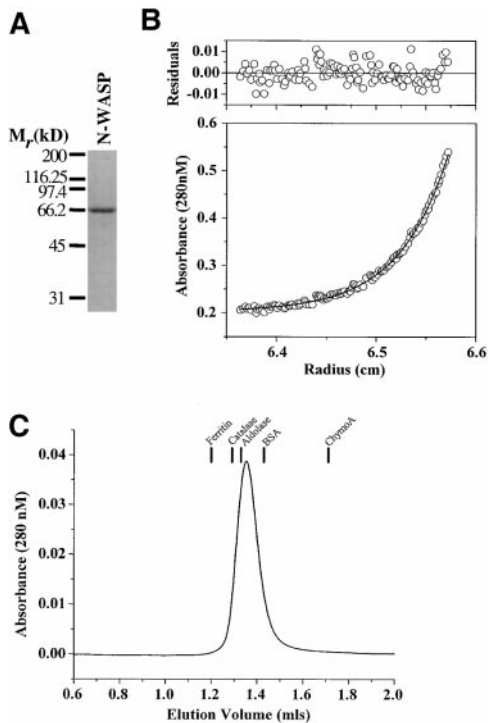 A
N-WASP
Mr(kD)
200
116.25
97.4
66.2
45
31
B
Residuals
0.01
0.00
-0.01
Absorbance (280nM)
0.6
0.5
0.4
0.3
0.2
6.4
6.5
6.6
Radius (cm)
C
Ferritin
Catalase
Aldolase
BSA
ChymoA
Absorbance (280 nM)
0.04
0.03
0.02
0.01
0.00
0.6
0.8
1.0
1.2
1.4
1.6
1.8
2.0
Elution Volume (mls)